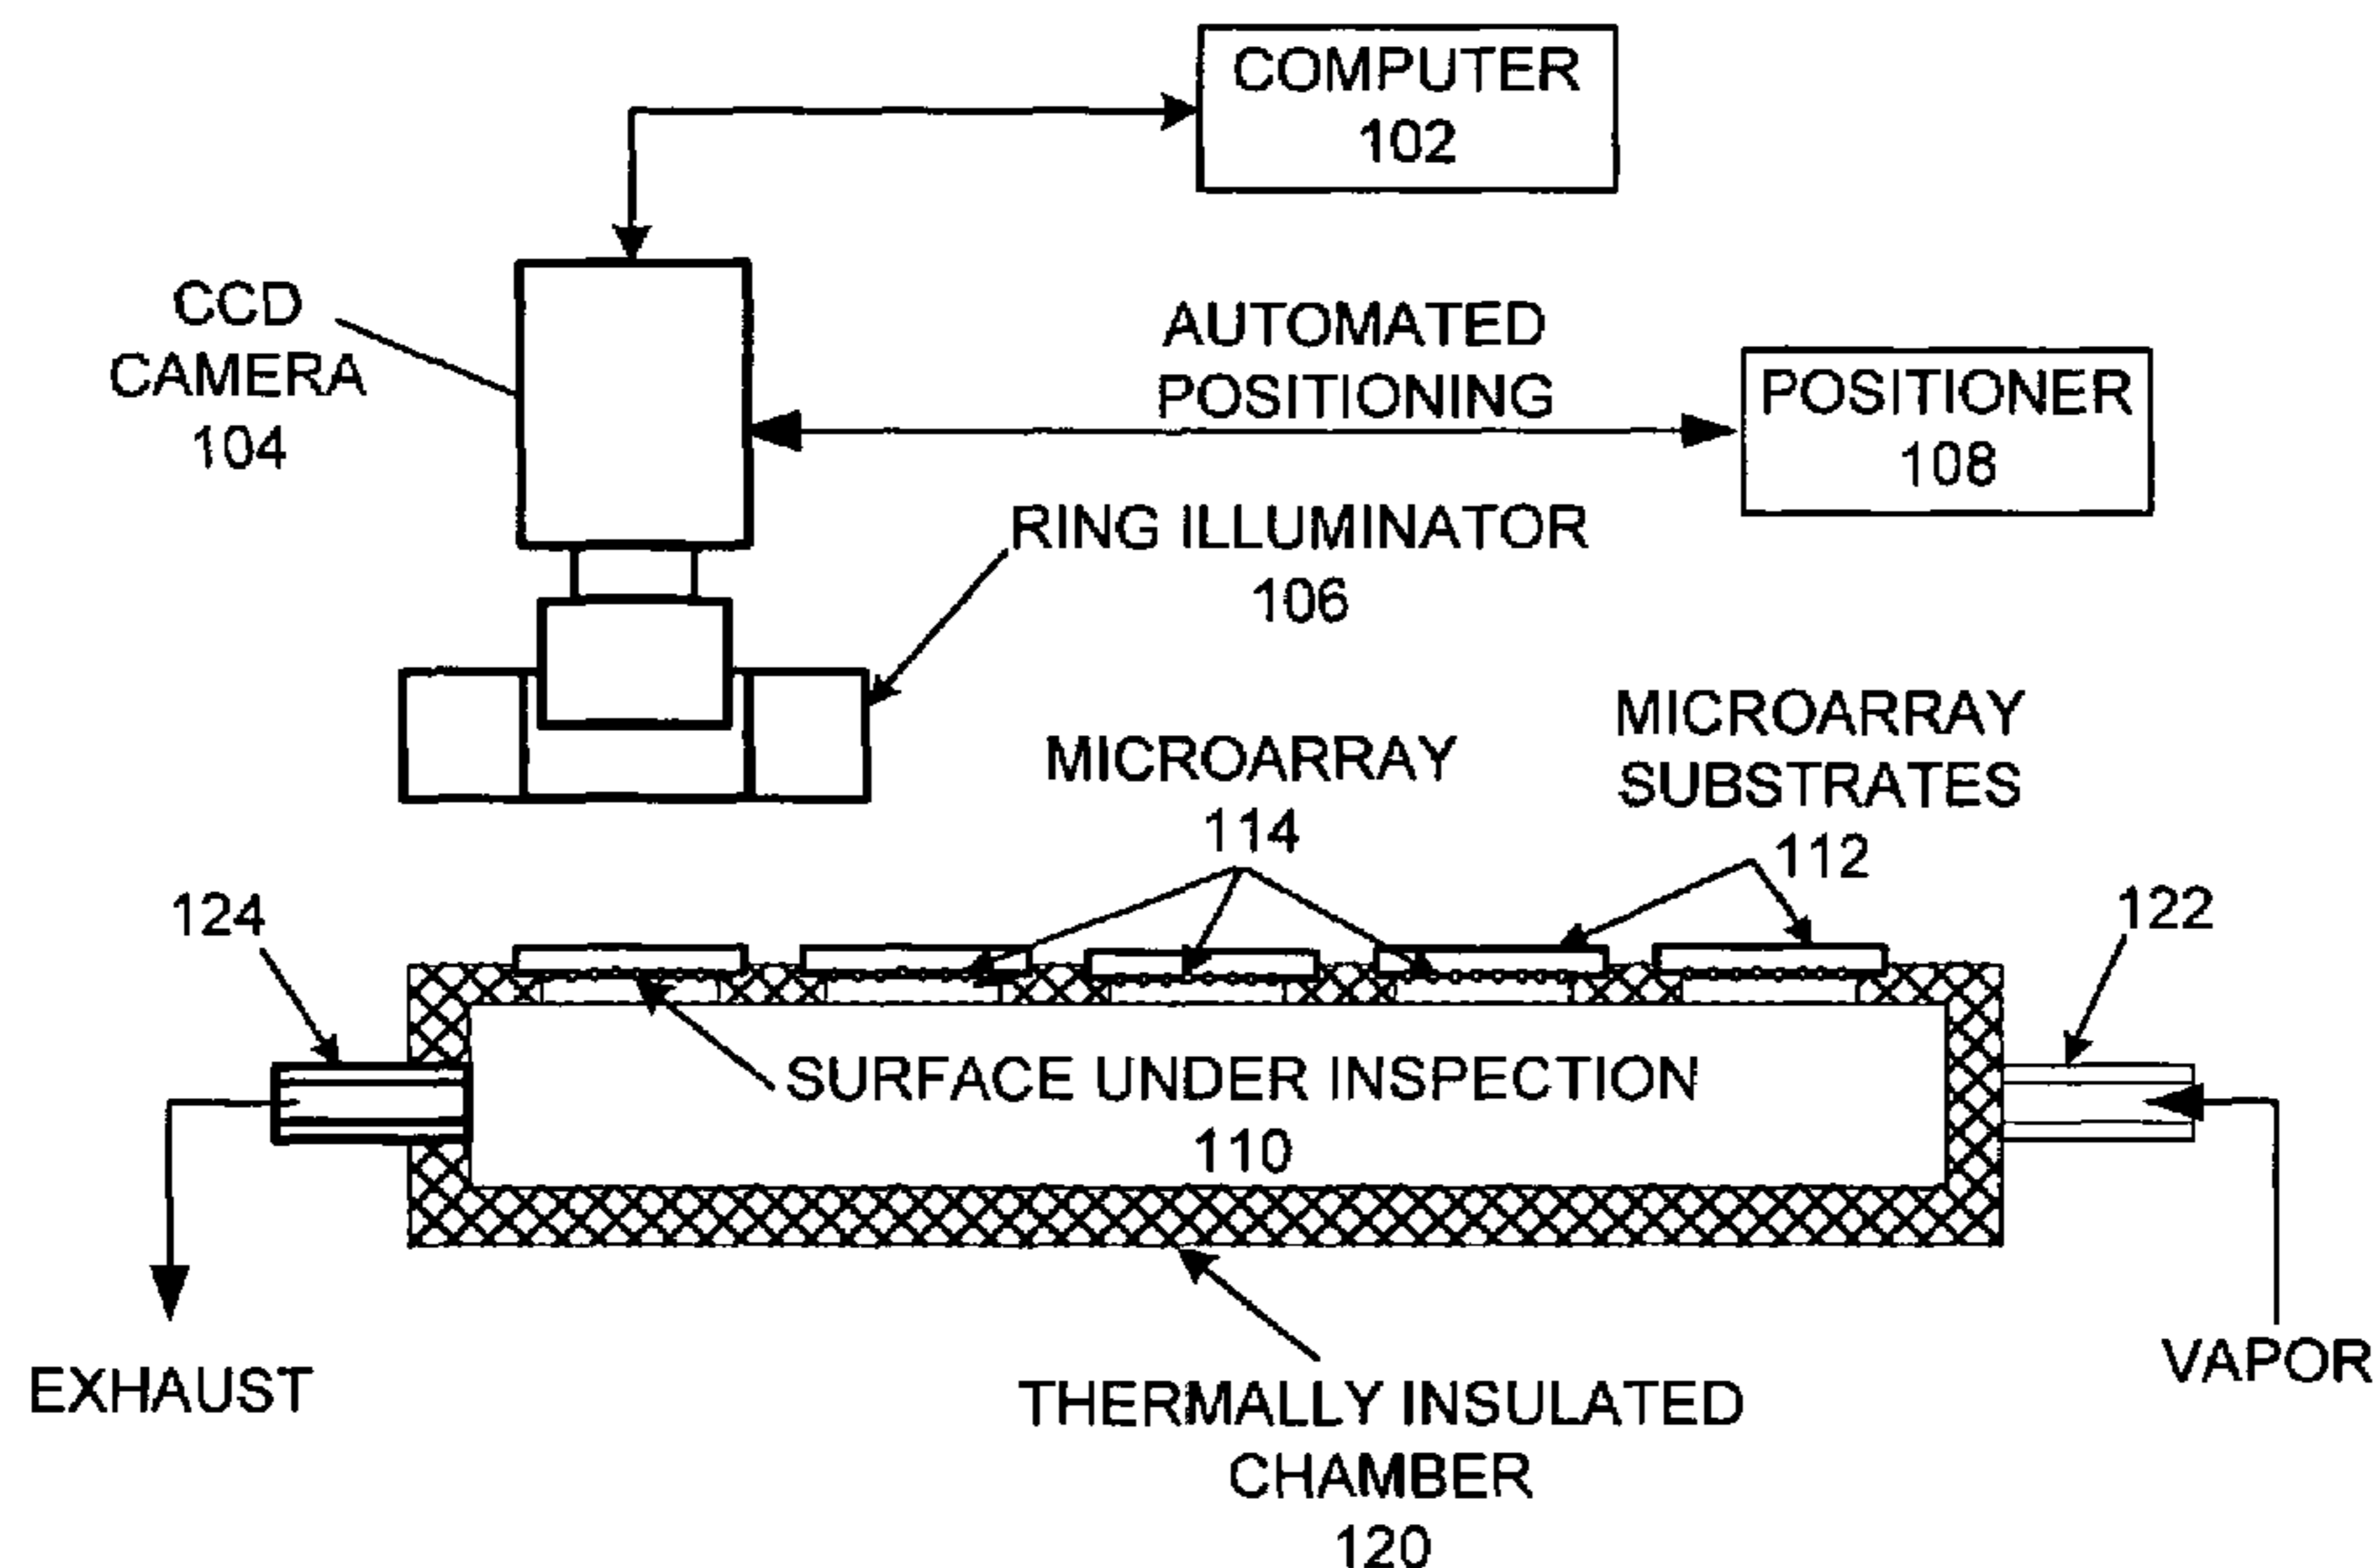 COMPUTER
102
CCD
CAMERA
104
AUTOMATED
POSITIONING
POSITIONER
108
RING ILLUMINATOR
106
MICROARRAY
114
MICROARRAY
SUBSTRATES
112
124
122
SURFACE UNDER INSPECTION
110
EXHAUST
VAPOR
THERMALLY INSULATED
CHAMBER
120